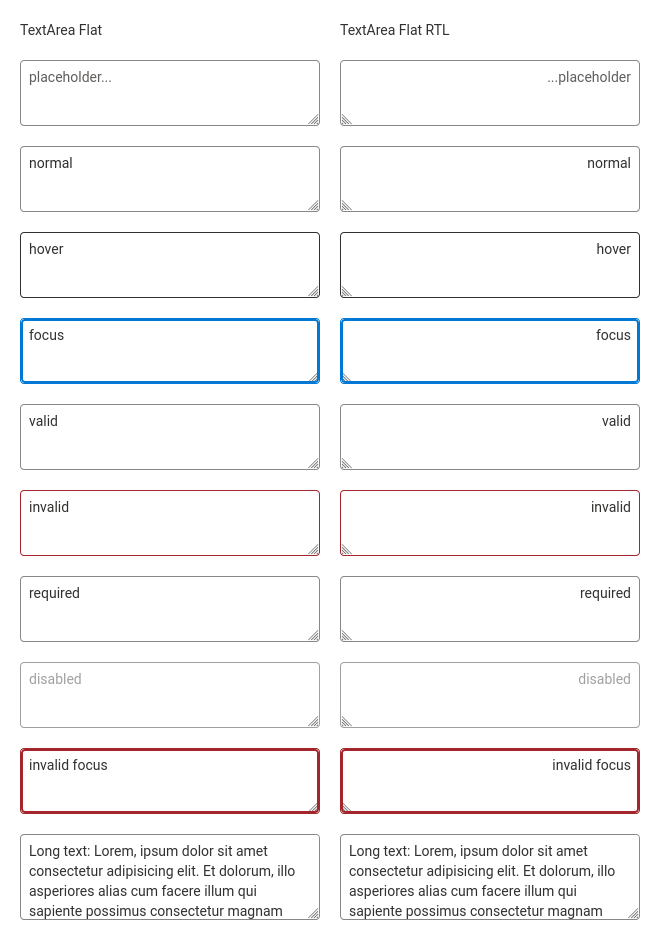 TextArea Flat
TextArea Flat RTL
placeholder...
...placeholder
normal
normal
hover
hover
focus
focus
valid
valid
invalid
invalid
required
required
disabled
disabled
invalid focus
invalid focus
Long text: Lorem, ipsum dolor sit amet
consectetur adipisicing elit. Et dolorum, illo
asperiores alias cum facere illum qui
sapiente possimus consectetur magnam
Long text: Lorem, ipsum dolor sit amet
consectetur adipisicing elit. Et dolorum, illo
asperiores alias cum facere illum qui
sapiente possimus consectetur magnam